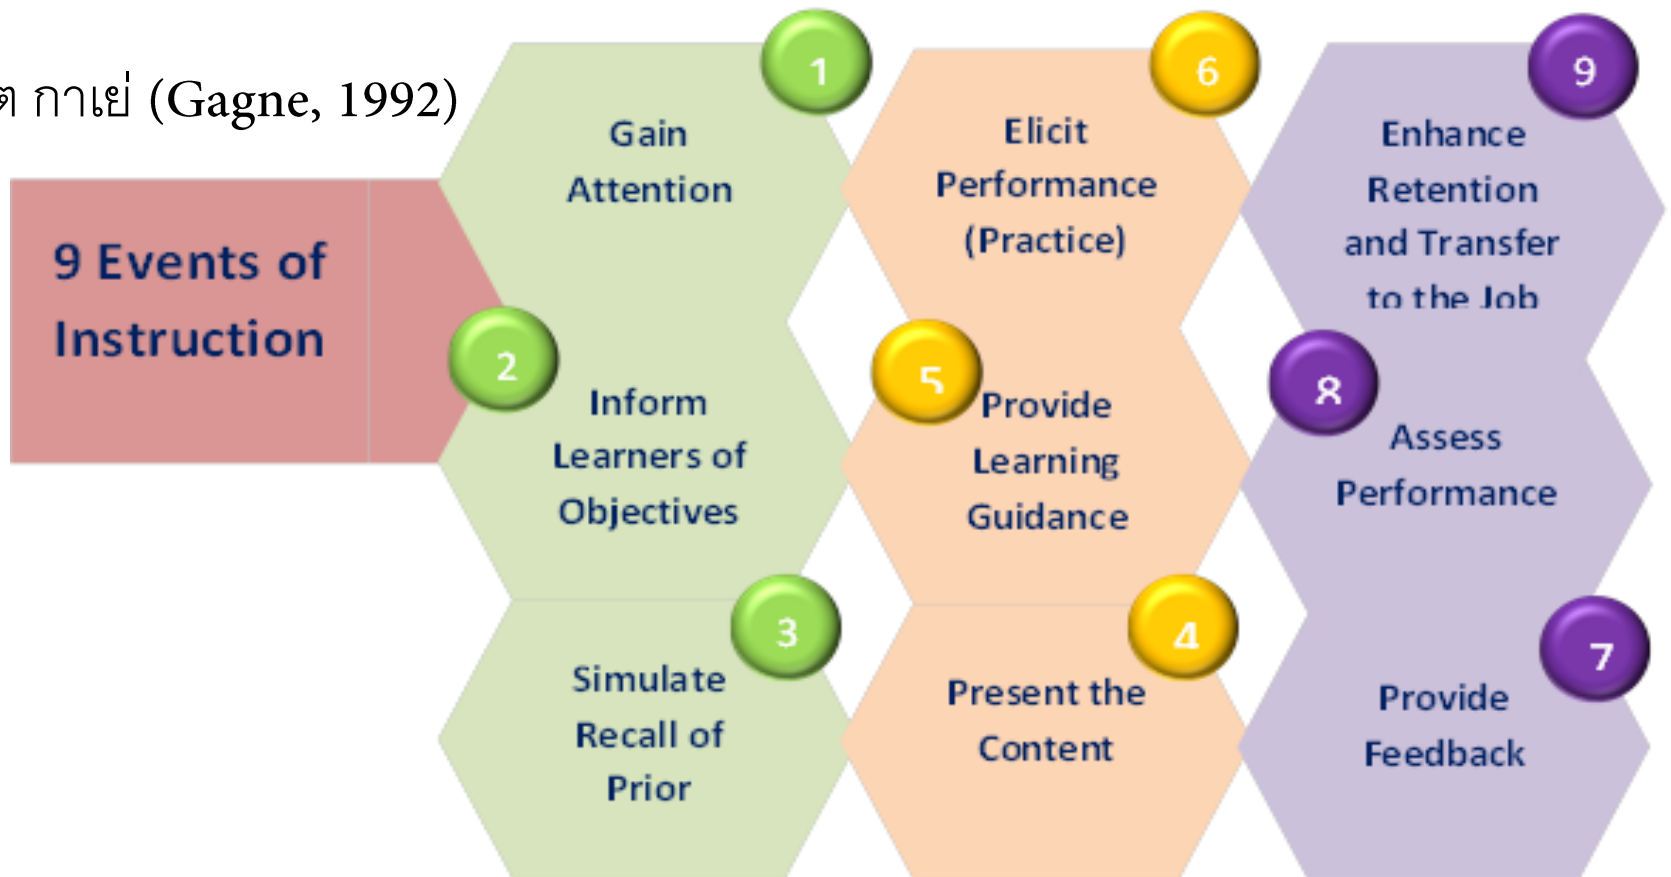 ต กาเย่ (Gagne, 1992)
9 Events of
Instruction
1
Gain
Attention
2
Inform
Learners of
Objectives
3
Simulate
Recall of
Prior
4
Present the
Content
5
Provide
Learning
Guidance
6
Elicit
Performance
(Practice)
7
Provide
Feedback
8
Assess
Performance
9
Enhance
Retention
and Transfer
to the Job